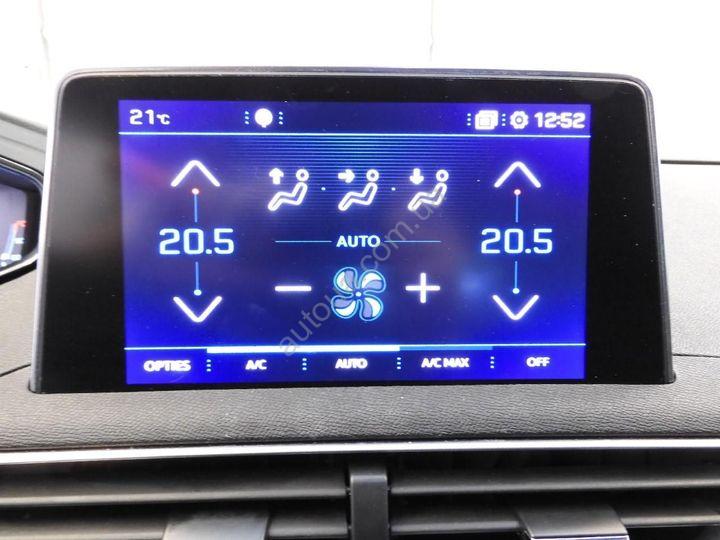 21°C 12:52
20.5 AUTO 20.5
− +
OPTIES A/C AUTO A/C MAX OFF